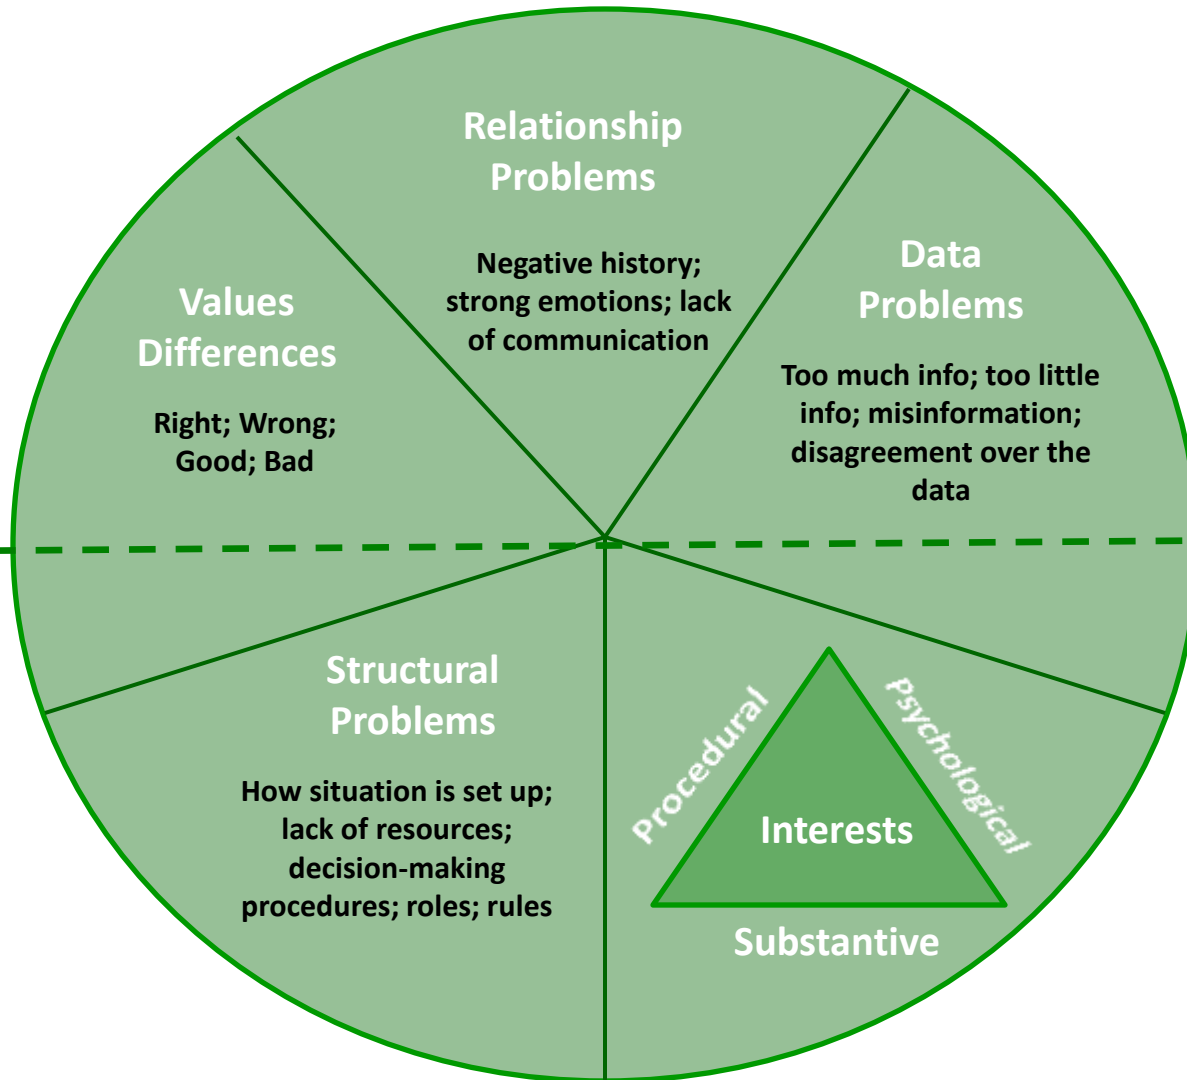 Relationship
Problems
Negative history;
strong emotions; lack
of communication
Data
Problems
Too much info; too little
info; misinformation;
disagreement over the
data
Values
Differences
Right; Wrong;
Good; Bad
Structural
Problems
How situation is set up;
lack of resources;
decision-making
procedures; roles; rules
Procedural
Psychological
Interests
Substantive